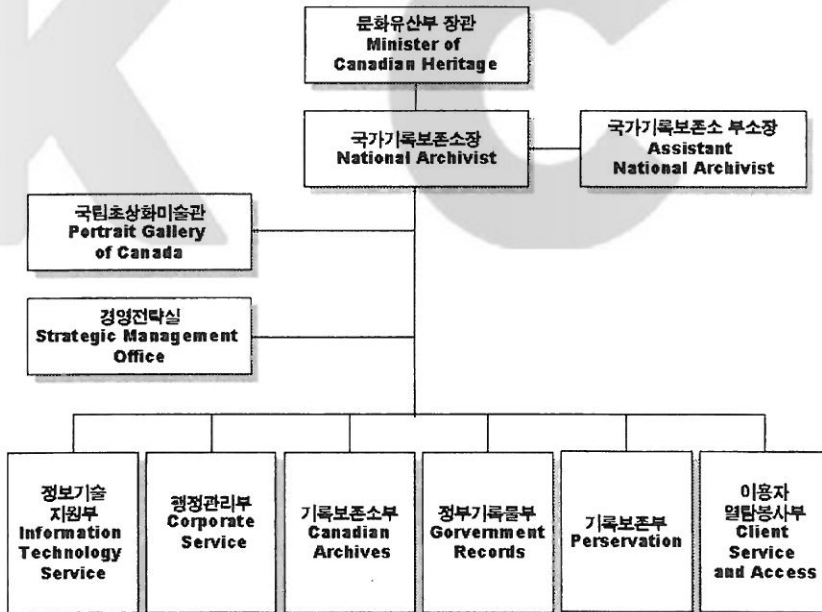 문화유산부 장관
Minister of
Canadian Heritage
국가기록보존소장
National Archivist
국가기록보존소 부소장
Assistant
National Archivist
국립초상화미술관
Portrait Gallery
of Canada
경영전략실
Strategic Management
Office
정보기술
지원부
Information
Technology
Service
행정관리부
Corporate
Service
기록보존소부
Canadian
Archives
정부기록물부
Gorvernment
Records
기록보존부
Perservation
이용자
열람봉사부
Client
Service
and Access